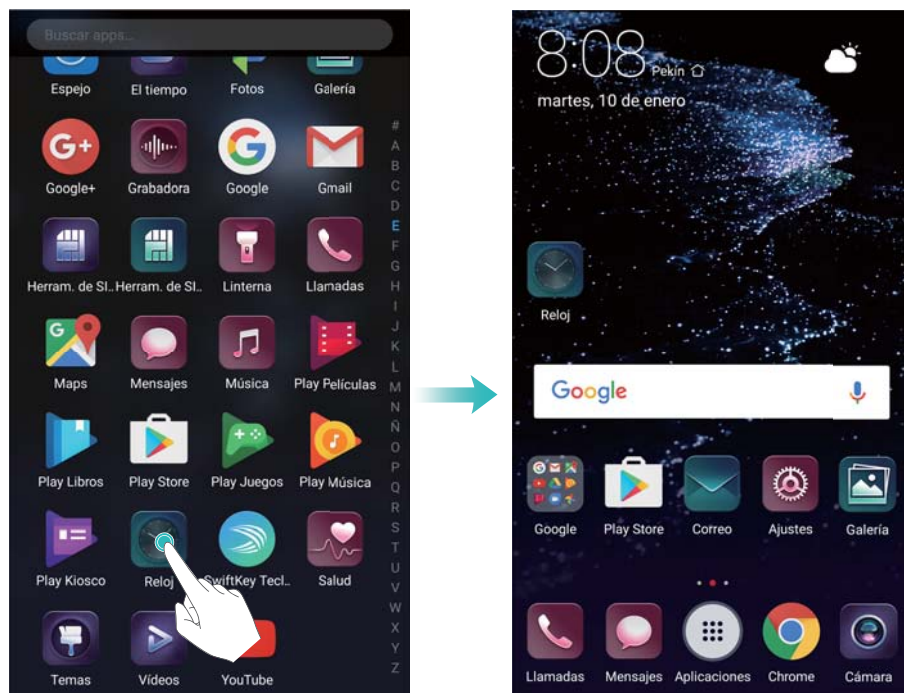 Buscar apps...
Espejo El tiempo Fotos Galería
Google+ Grabadora Google Gmail
Herram. de SI.. Herram. de SI.. Linterna Llamadas
G
Maps Mensajes Música Play Películas
Play Libros Play Store Play Juegos Play Música
Play Kiosco Reloj SwiftKey Tecl.. Salud
Temas Vídeos YouTube
#
A
B
C
D
E
F
G
H
I
J
K
L
M
N
Ñ
O
P
Q
R
S
T
U
V
W
X
Y
Z
8:08 Pekín
martes, 10 de enero
Reloj
Google
Google Play Store Correo Ajustes Galería
Llamadas Mensajes Aplicaciones Chrome Cámara